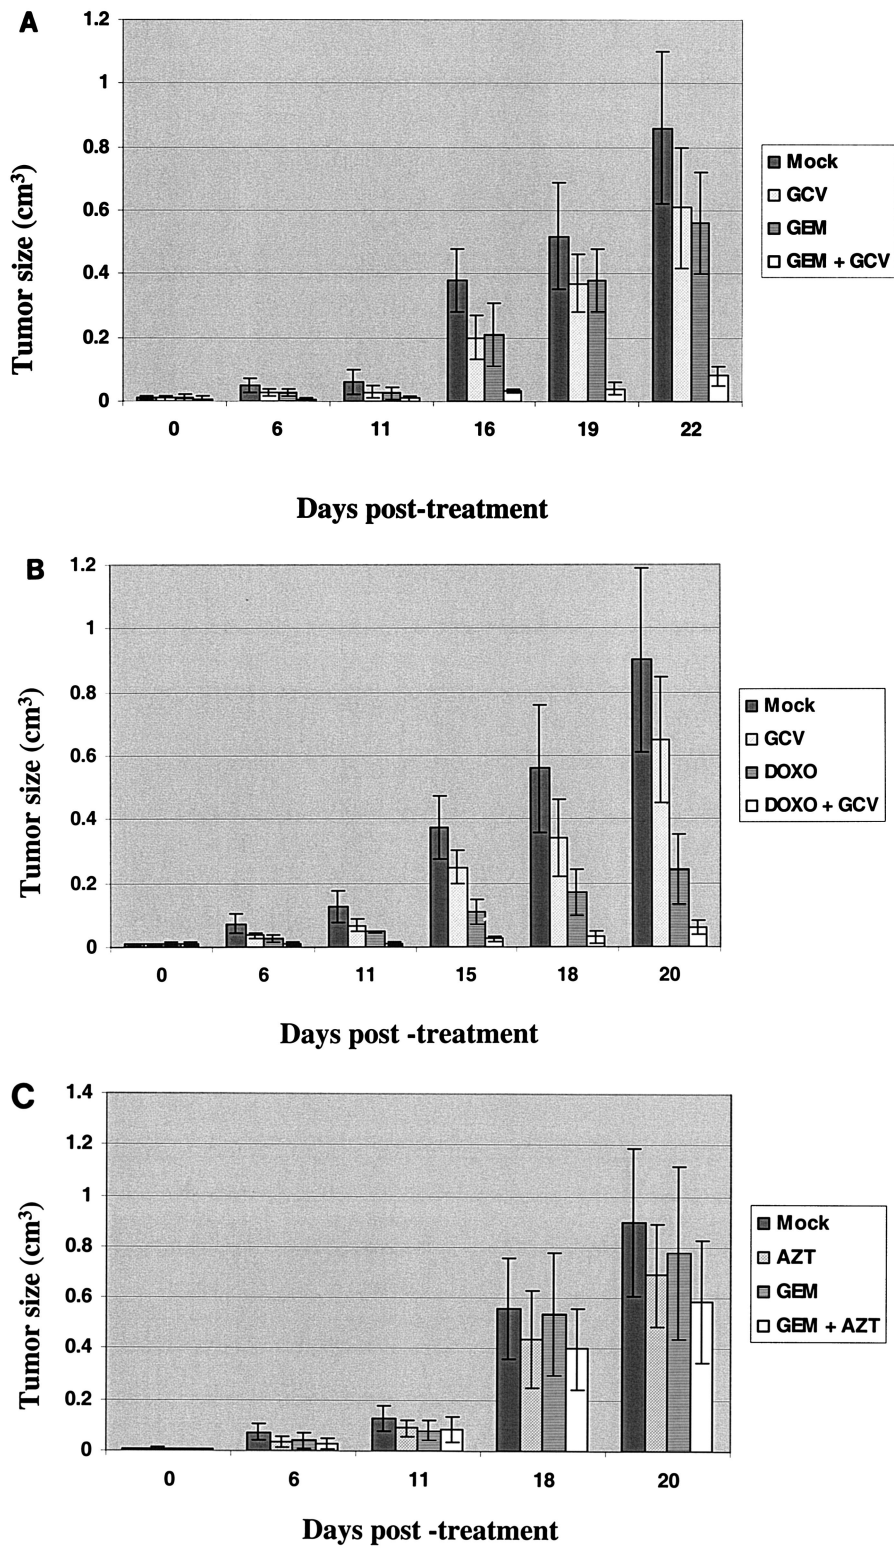 A
1.2
1
0.8
0.6
0.4
0.2
0
Tumor size (cm³)
0 6 11 16 19 22
Days post-treatment
Mock
GCV
GEM
GEM + GCV
B
1.2
1
0.8
0.6
0.4
0.2
0
Tumor size (cm³)
0 6 11 15 18 20
Days post -treatment
Mock
GCV
DOXO
DOXO + GCV
C
1.4
1.2
1
0.8
0.6
0.4
0.2
0
Tumor size (cm³)
0 6 11 18 20
Days post -treatment
Mock
AZT
GEM
GEM + AZT